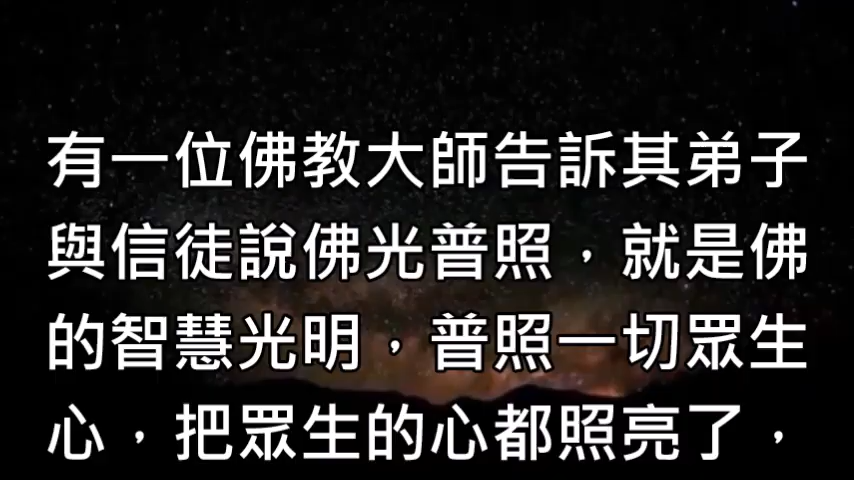 有一位佛教大師告訴其弟子
與信徒說佛光普照，就是佛
的智慧光明，普照一切眾生
心，把眾生的心都照亮了，